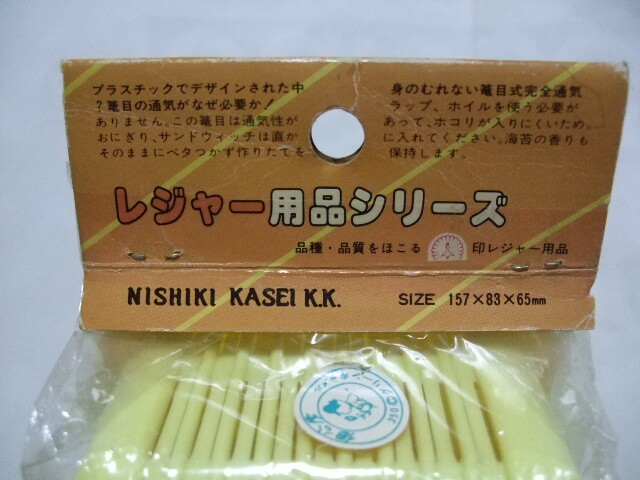 プラスチックでデザインされた中
?篭目の通気がなぜ必要か!
ありません。この篭目は通気性が
おにぎり、サンドウィッチは直か
そのままにベタつかず作りたてを
身のむれない篭目式完全通気
ラップ、ホイルを使う必要が
あって、ホコリが入りにくいため。
に入れてください。海苔の香りも
保持します。
レジャー用品シリーズ
品種・品質をほこる
印レジャー用品
NISHIKI KASEI K.K.
SIZE 157×83×65mm